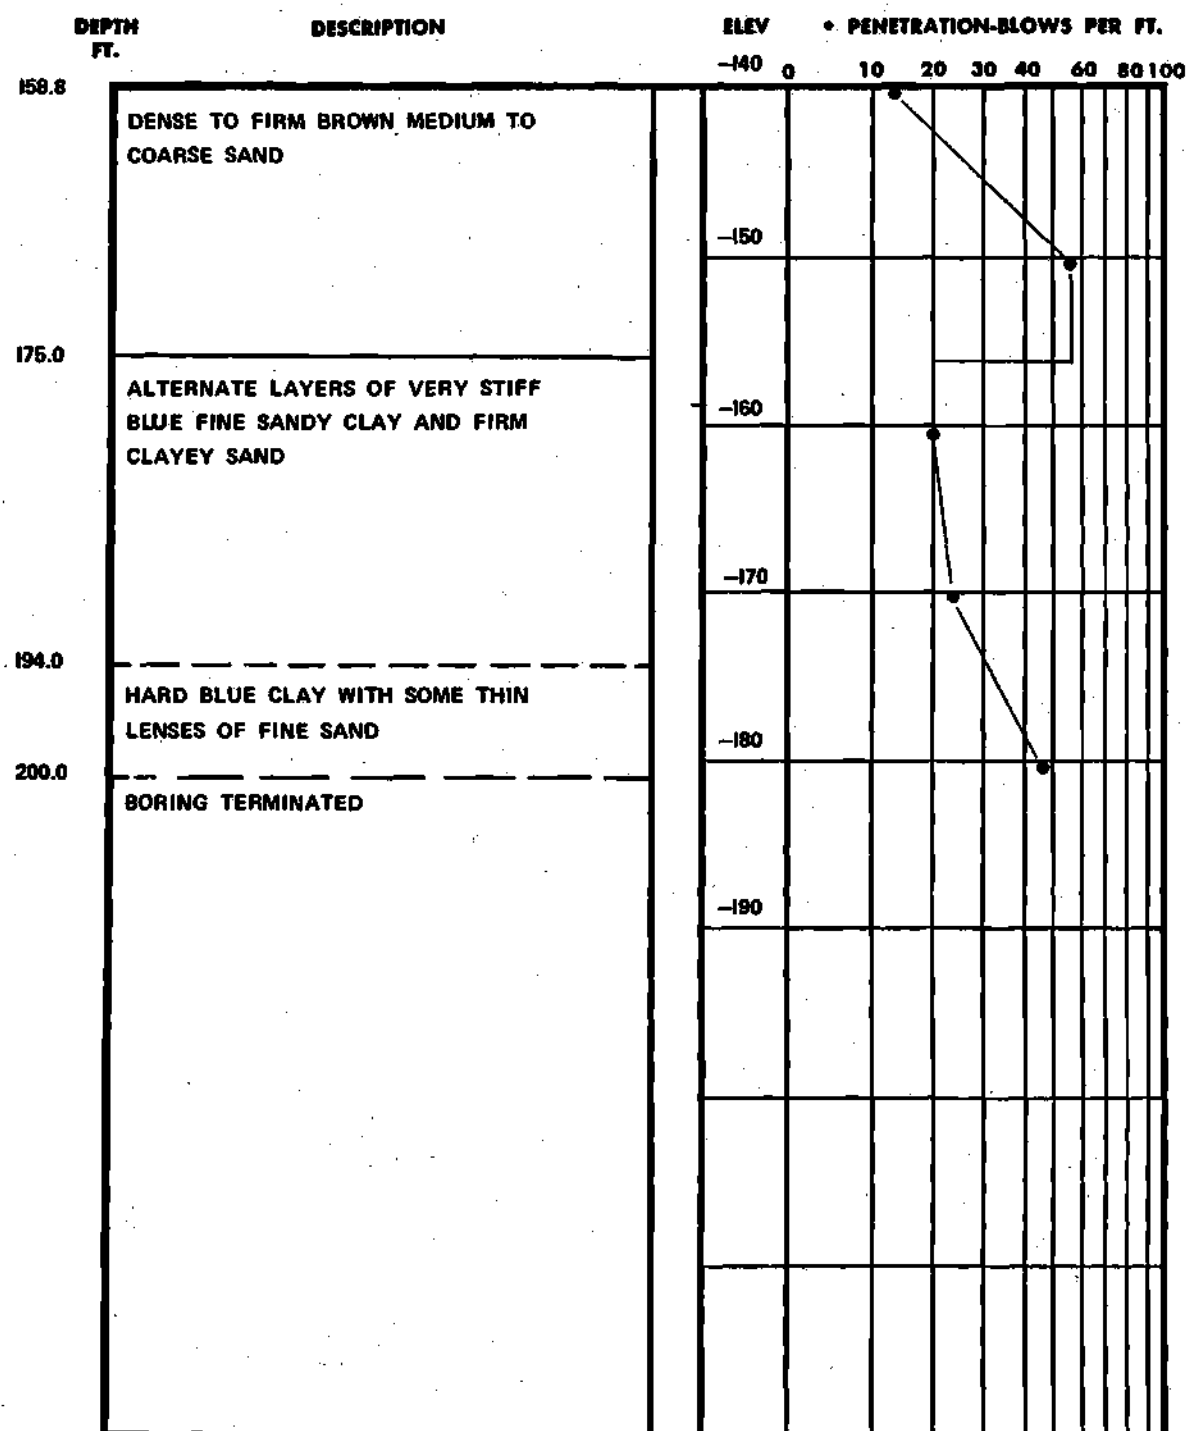 DEPTH
FT.
DESCRIPTION
ELEV
• PENETRATION-BLOWS PER FT.
-140
0 10 20 30 40 60 80 100
158.8
DENSE TO FIRM BROWN MEDIUM TO
COARSE SAND
-150
175.0
ALTERNATE LAYERS OF VERY STIFF
BLUE FINE SANDY CLAY AND FIRM
CLAYEY SAND
-160
-170
194.0
HARD BLUE CLAY WITH SOME THIN
LENSES OF FINE SAND
-180
200.0
BORING TERMINATED
-190